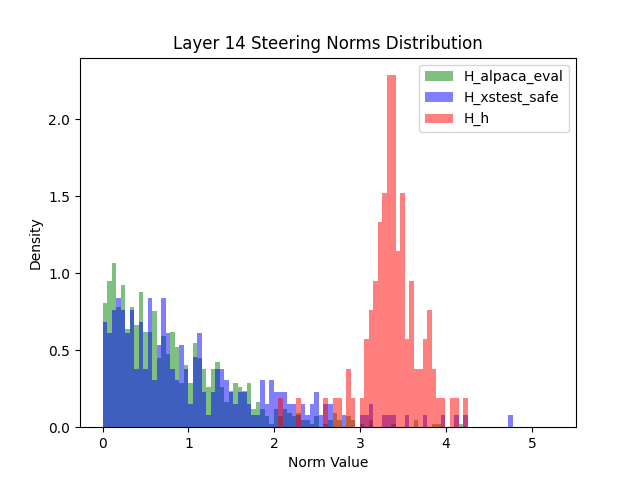 Layer 14 Steering Norms Distribution
H_alpaca_eval
H_xstest_safe
H_h
Density
2.0
1.5
1.0
0.5
0.0
0 1 2 3 4 5
Norm Value